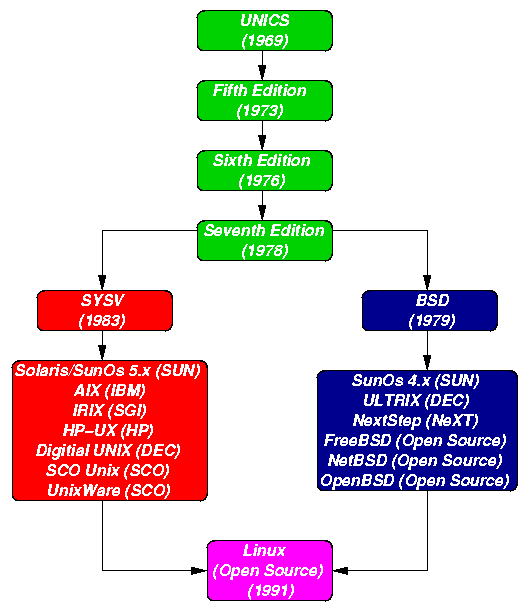 UNICS
(1969)
Fifth Edition
(1973)
Sixth Edition
(1976)
Seventh Edition
(1978)
SYSV
(1983)
BSD
(1979)
Solaris/SunOs 5.x (SUN)
AIX (IBM)
IRIX (SGI)
HP-UX (HP)
Digitial UNIX (DEC)
SCO Unix (SCO)
UnixWare (SCO)
SunOs 4.x (SUN)
ULTRIX (DEC)
NextStep (NeXT)
FreeBSD (Open Source)
NetBSD (Open Source)
OpenBSD (Open Source)
Linux
(Open Source)
(1991)